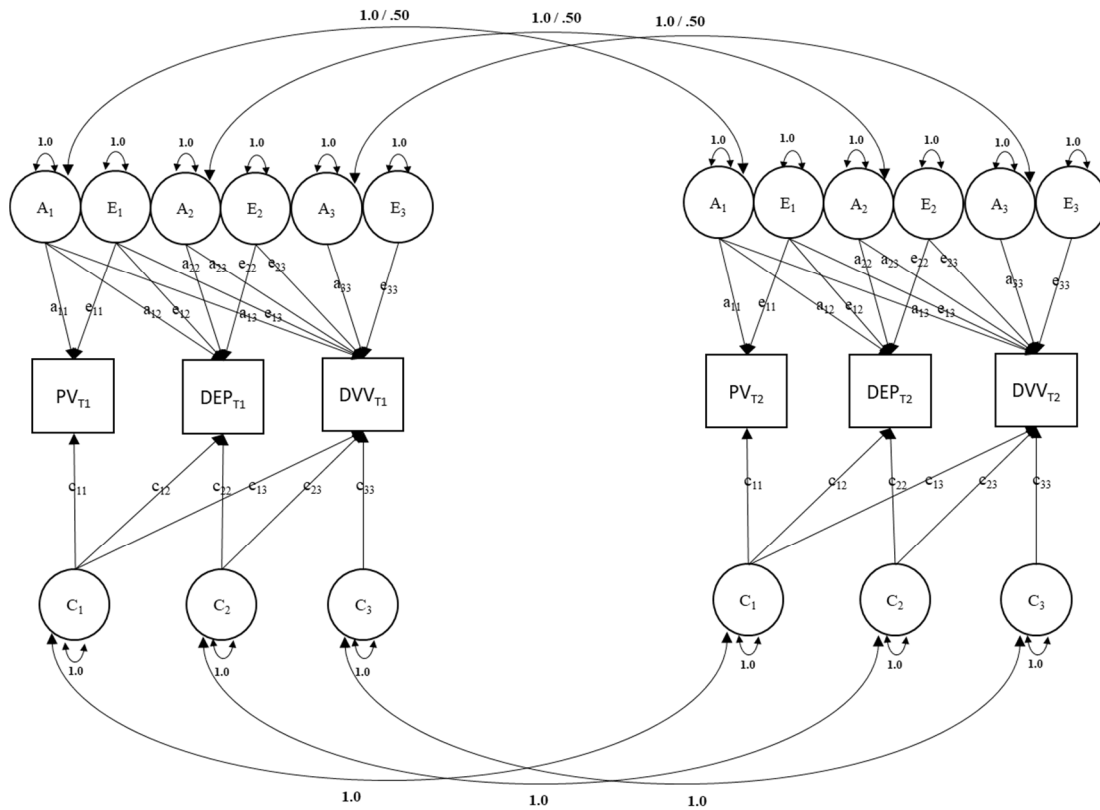 1.0 / .50 1.0 / .50 1.0 / .50
1.0 1.0 1.0 1.0 1.0 1.0 1.0 1.0 1.0 1.0 1.0 1.0
A1 E1 A2 E2 A3 E3 A1 E1 A2 E2 A3 E3
a22 a23 e22 e23 a22 a23 e22 e23
a33 e33 a33 e33
a11 e11 a12 e12 a13 e13 a11 e11 a12 e12 a13 e13
PVT1 DEPT1 DVVT1 PVT2 DEPT2 DVVT2
c11 c12 c22 c13 c23 c33 c11 c12 c22 c13 c23 c33
C1 C2 C3 C1 C2 C3
1.0 1.0 1.0 1.0 1.0 1.0
1.0 1.0 1.0